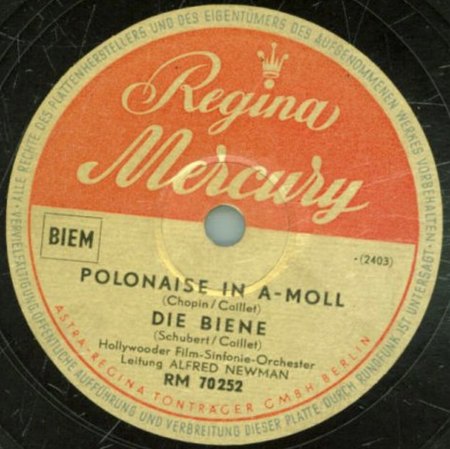 ALLE RECHTE DES PLATTENHERSTELLERS UND DES EIGENTÜMERS DES AUFGENOMMENEN WERKES VORBEHALTEN ·
Regina
Mercury
BIEM
·(2403)
POLONAISE IN A-MOLL
(Chopin/Caillet)
DIE BIENE
(Schubert/Caillet)
Hollywooder Film-Sinfonie-Orchester
Leitung ALFRED NEWMAN
RM 70252
ASTRA-REGINA TONTRÄGER GMBH BERLIN
VERVIELFÄLTIGUNG, ÖFFENTLICHE AUFFÜHRUNG UND VERBREITUNG DIESER PLATTE DURCH RUNDFUNK IST UNTERSAGT ·